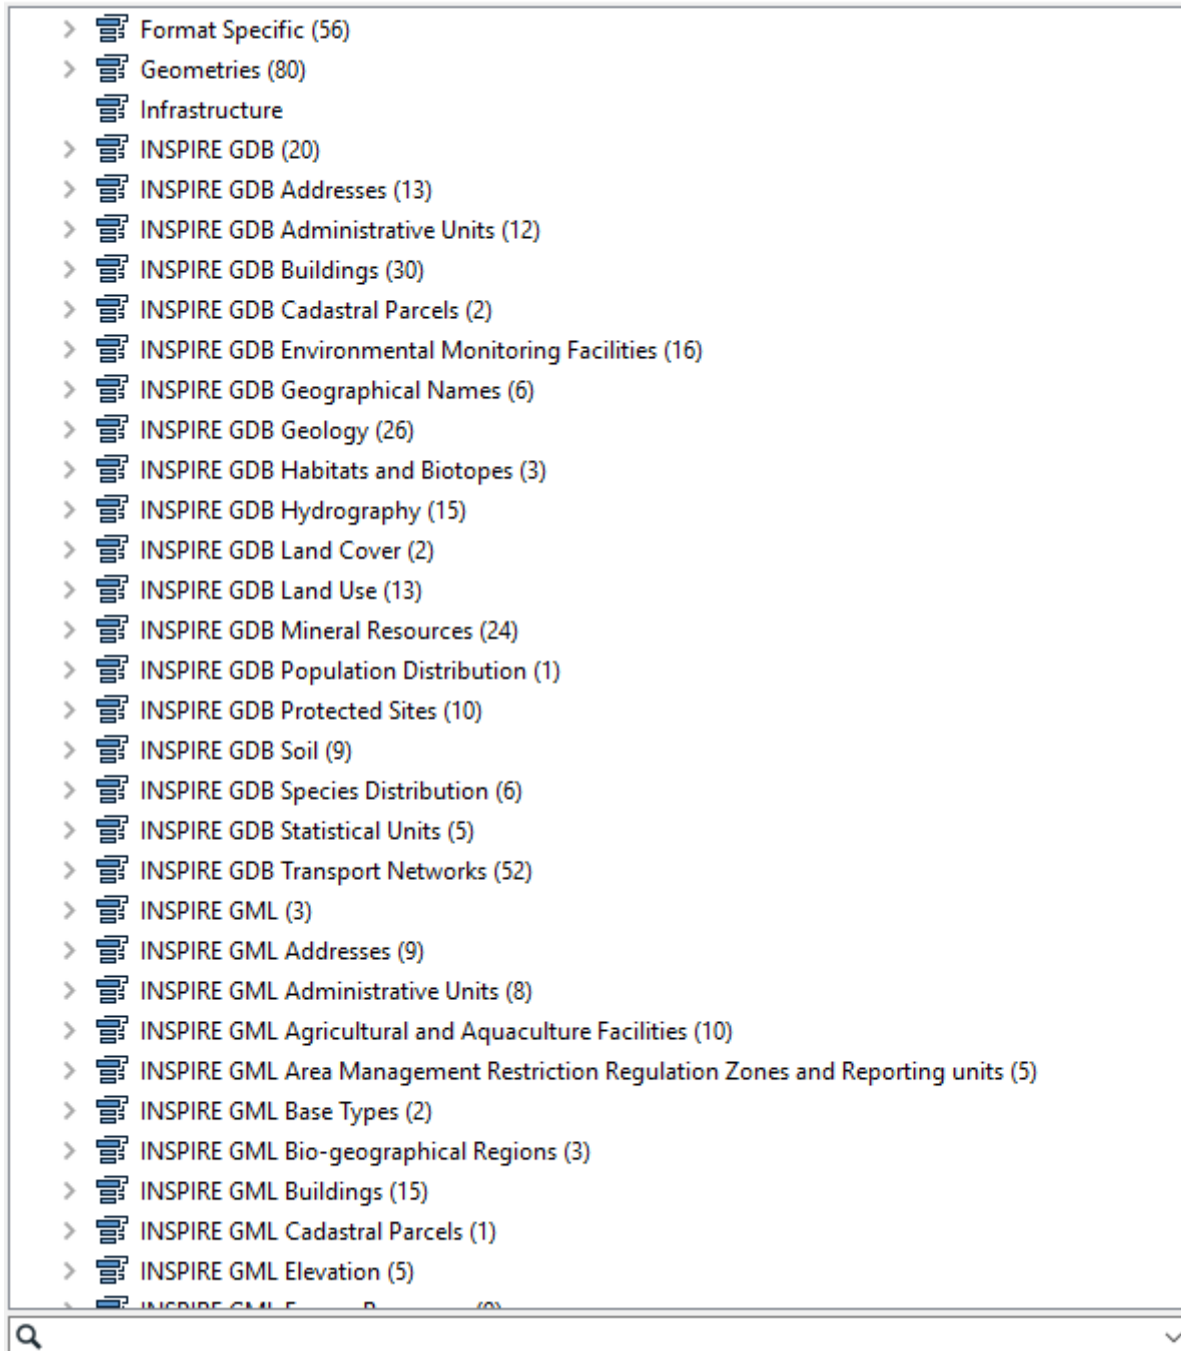 Format Specific (56)
Geometries (80)
Infrastructure
INSPIRE GDB (20)
INSPIRE GDB Addresses (13)
INSPIRE GDB Administrative Units (12)
INSPIRE GDB Buildings (30)
INSPIRE GDB Cadastral Parcels (2)
INSPIRE GDB Environmental Monitoring Facilities (16)
INSPIRE GDB Geographical Names (6)
INSPIRE GDB Geology (26)
INSPIRE GDB Habitats and Biotopes (3)
INSPIRE GDB Hydrography (15)
INSPIRE GDB Land Cover (2)
INSPIRE GDB Land Use (13)
INSPIRE GDB Mineral Resources (24)
INSPIRE GDB Population Distribution (1)
INSPIRE GDB Protected Sites (10)
INSPIRE GDB Soil (9)
INSPIRE GDB Species Distribution (6)
INSPIRE GDB Statistical Units (5)
INSPIRE GDB Transport Networks (52)
INSPIRE GML (3)
INSPIRE GML Addresses (9)
INSPIRE GML Administrative Units (8)
INSPIRE GML Agricultural and Aquaculture Facilities (10)
INSPIRE GML Area Management Restriction Regulation Zones and Reporting units (5)
INSPIRE GML Base Types (2)
INSPIRE GML Bio-geographical Regions (3)
INSPIRE GML Buildings (15)
INSPIRE GML Cadastral Parcels (1)
INSPIRE GML Elevation (5)
INSPIRE GML